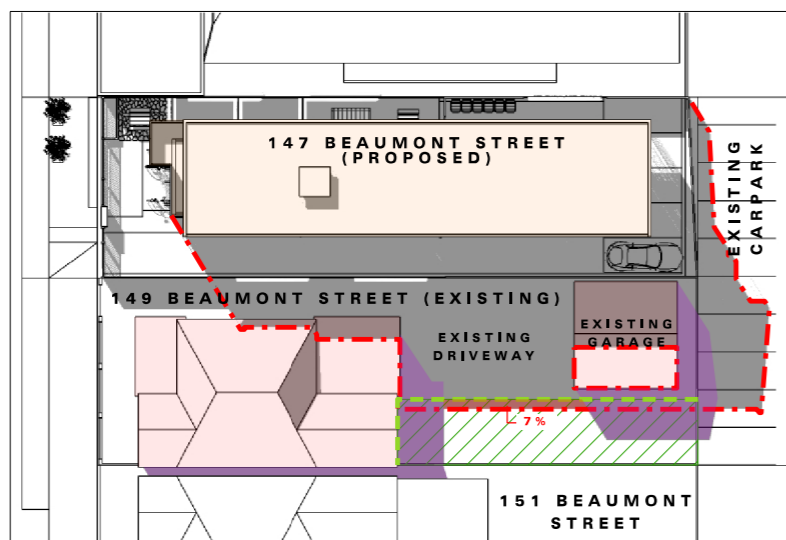 147 BEAUMONT STREET
(PROPOSED)
EXISTING
CARPARK
149 BEAUMONT STREET (EXISTING)
EXISTING
DRIVEWAY
EXISTING
GARAGE
7%
151 BEAUMONT
STREET